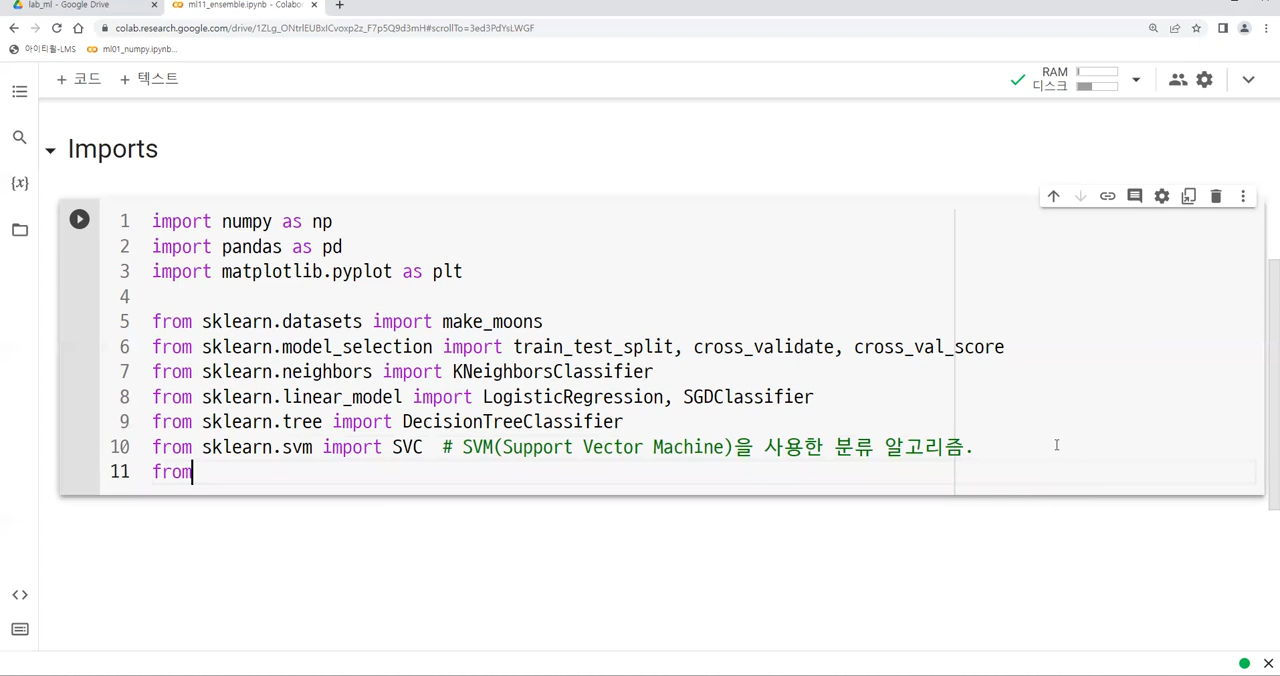 lab_ml - Google Drive
ml11_ensemble.ipynb - Colabo
colab.research.google.com/drive/1ZLg_ONtrlEUBxICvoxp2z_F7p5Q9d3mH#scrollTo=3ed3PdYsLWGF
아이티윌-LMS
ml01_numpy.ipynb...
+ 코드 + 텍스트
RAM
디스크
Imports
{x}
1 import numpy as np
2 import pandas as pd
3 import matplotlib.pyplot as plt
4
5 from sklearn.datasets import make_moons
6 from sklearn.model_selection import train_test_split, cross_validate, cross_val_score
7 from sklearn.neighbors import KNeighborsClassifier
8 from sklearn.linear_model import LogisticRegression, SGDClassifier
9 from sklearn.tree import DecisionTreeClassifier
10 from sklearn.svm import SVC # SVM(Support Vector Machine)을 사용한 분류 알고리즘.
11 from